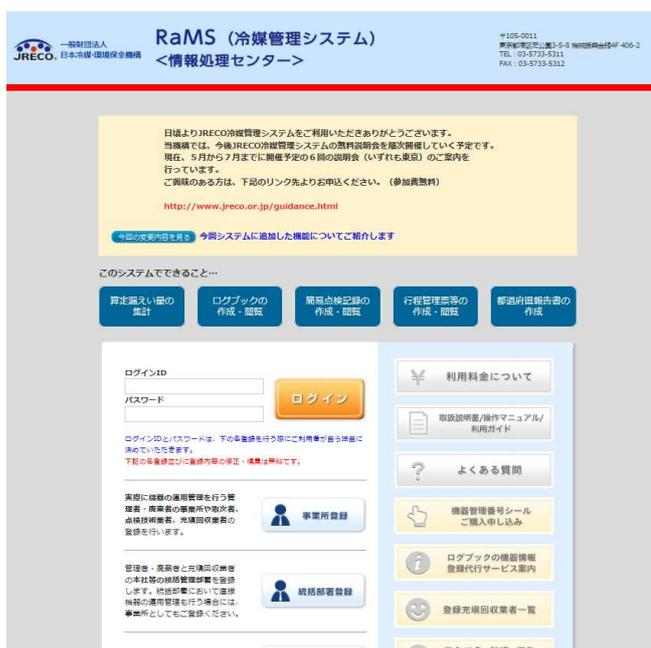 JRECO.
一般財団法人
日本冷媒・環境保全機構
RaMS（冷媒管理システム）
<情報処理センター>
〒105-0011
東京都港区芝公園3-5-8 機械振興会館4F 406-2
TEL : 03-5733-5311
FAX : 03-5733-5312
日頃よりJRECO冷媒管理システムをご利用いただきありがとうございます。
当機構では、今後JRECO冷媒管理システムの無料説明会を順次開催していく予定です。
現在、５月から７月までに開催予定の６回の説明会（いずれも東京）のご案内を
行っています。
ご興味のある方は、下記のリンク先よりお申込ください。（参加費無料）
http://www.jreco.or.jp/guidance.html
今回の変更内容を見る 今回システムに追加した機能についてご紹介します
このシステムでできること…
算定漏えい量の
集計
ログブックの
作成・閲覧
簡易点検記録の
作成・閲覧
行程管理票等の
作成・閲覧
都道府県報告書の
作成
ログインID
パスワード
ログイン
ログインIDとパスワードは、下の各登録を行う際にご利用者が自ら任意に
決めていただきます。
下記の各登録並びに登録内容の修正・検索は無料です。
実際に機器の運用管理を行う管
理者・廃棄者の事業所や取次者、
点検技術業者、充填回収業者の
登録を行います。
事業所登録
管理者・廃棄者と充填回収業者
の本社等の統括管理部署を登録
します。統括部署において直接
機器の運用管理も行う場合には、
事業所としてもご登録ください。
統括部署登録
利用料金について
取扱説明書/操作マニュアル/
利用ガイド
よくある質問
機器管理番号シール
ご購入申し込み
ログブックの機器情報
登録代行サービス案内
登録充填回収業者一覧